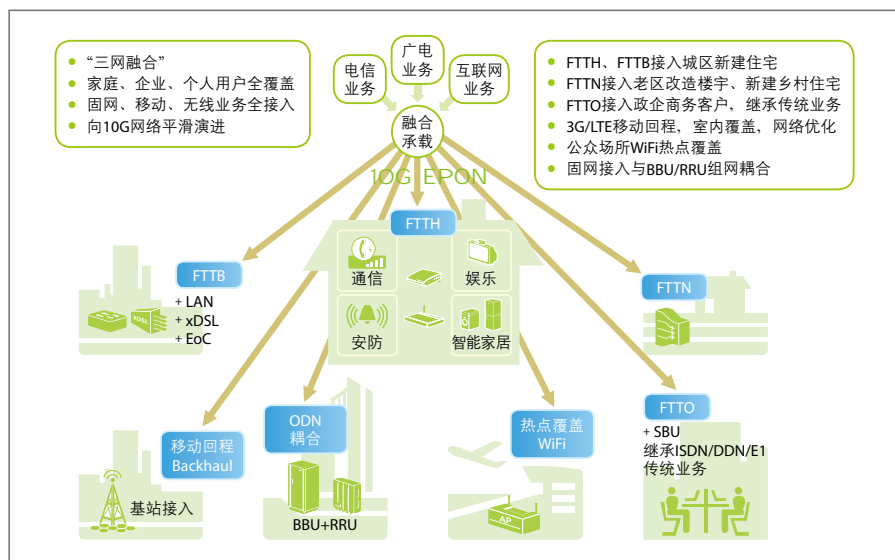 “三网融合”
家庭、企业、个人用户全覆盖
固网、移动、无线业务全接入
向10G网络平滑演进
电信
业务
广电
业务
互联网
业务
融合
承载
FTTH、FTTB接入城区新建住宅
FTTN接入老区改造楼宇、新建乡村住宅
FTTO接入政企商务客户，继承传统业务
3G/LTE移动回程，室内覆盖，网络优化
公众场所WiFi热点覆盖
固网接入与BBU/RRU组网耦合
10G EPON
FTTH
通信
娱乐
安防
智能家居
FTTB
+ LAN
+ xDSL
+ EoC
xDSL
FTTN
移动回程
Backhaul
基站接入
ODN
耦合
BBU+RRU
热点覆盖
WiFi
AP
FTTO
+ SBU
继承ISDN/DDN/E1
传统业务